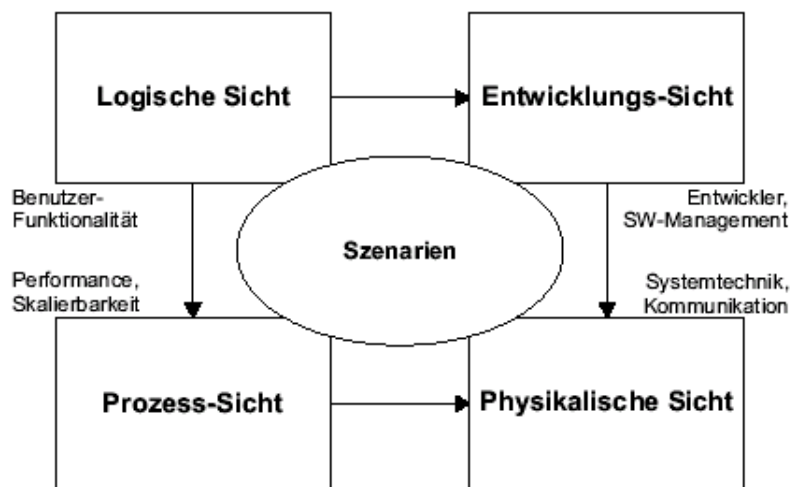 Logische Sicht
Entwicklungs-Sicht
Benutzer-
Funktionalität
Entwickler,
SW-Management
Szenarien
Performance,
Skalierbarkeit
Systemtechnik,
Kommunikation
Prozess-Sicht
Physikalische Sicht